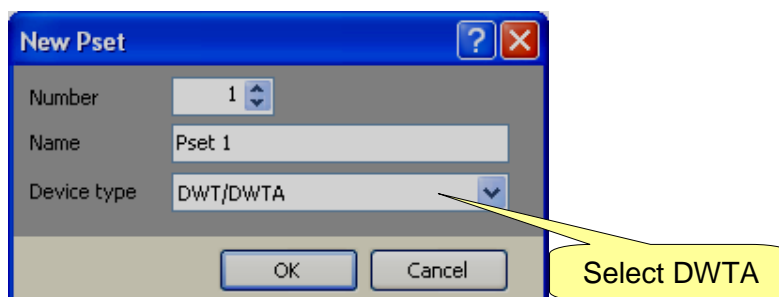 New Pset
Number 1
Name Pset 1
Device type DWT/DWTA
OK Cancel
Select DWTA